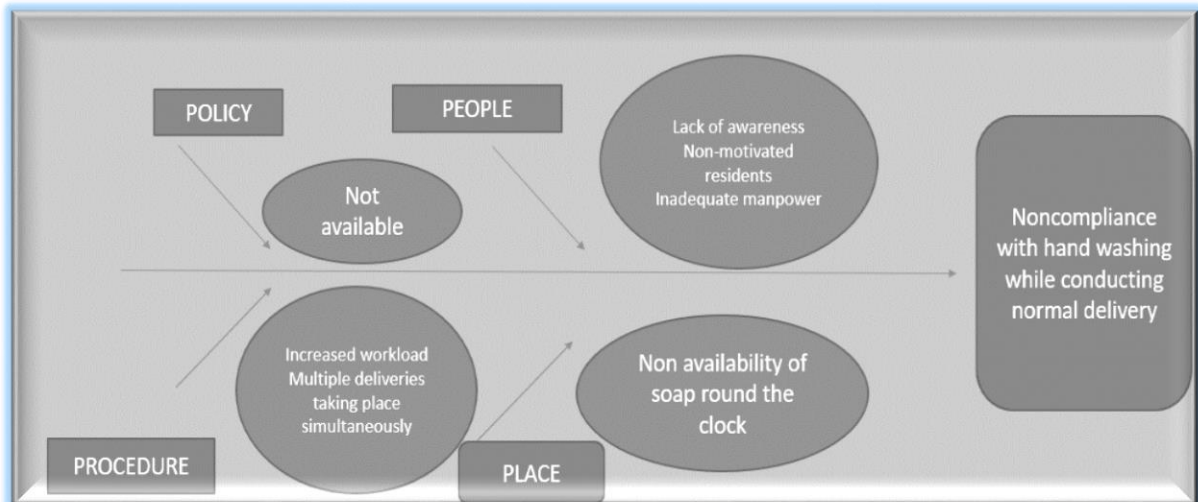 POLICY
PEOPLE
Not
available
Lack of awareness
Non-motivated
residents
Inadequate manpower
Noncompliance
with hand washing
while conducting
normal delivery
Increased workload
Multiple deliveries
taking place
simultaneously
Non availability of
soap round the
clock
PROCEDURE
PLACE